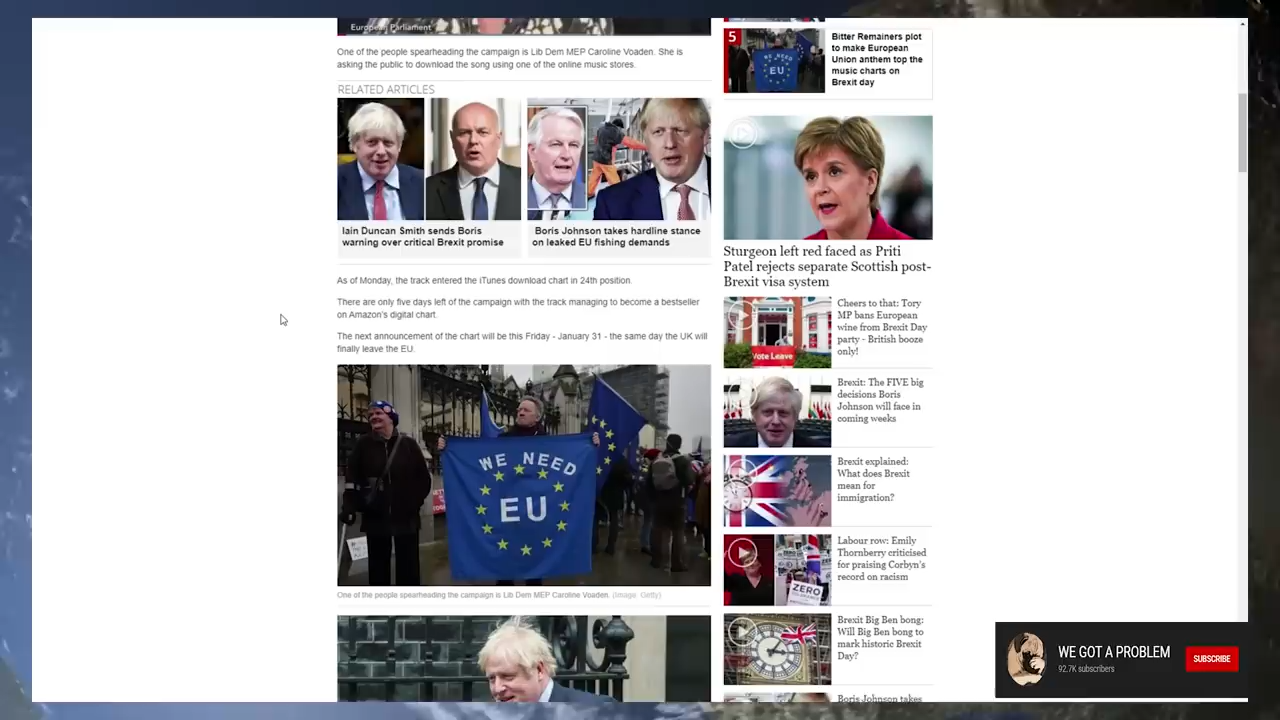 European Parliament
One of the people spearheading the campaign is Lib Dem MEP Caroline Voaden. She is
asking the public to download the song using one of the online music stores.
RELATED ARTICLES
Iain Duncan Smith sends Boris
warning over critical Brexit promise
Boris Johnson takes hardline stance
on leaked EU fishing demands
As of Monday, the track entered the iTunes download chart in 24th position.
There are only five days left of the campaign with the track managing to become a bestseller
on Amazon's digital chart.
The next announcement of the chart will be this Friday - January 31 - the same day the UK will
finally leave the EU.
WE NEED
EU
One of the people spearheading the campaign is Lib Dem MEP Caroline Voaden. (Image: Getty)
5
WE NEED
EU
Bitter Remainers plot
to make European
Union anthem top the
music charts on
Brexit day
Sturgeon left red faced as Priti
Patel rejects separate Scottish post-
Brexit visa system
Vote Leave
Cheers to that: Tory
MP bans European
wine from Brexit Day
party - British booze
only!
Brexit: The FIVE big
decisions Boris
Johnson will face in
coming weeks
Brexit explained:
What does Brexit
mean for
immigration?
ZERO
Labour row: Emily
Thornberry criticised
for praising Corbyn's
record on racism
Brexit Big Ben bong:
Will Big Ben bong to
mark historic Brexit
Day?
Boris Johnson takes
WE GOT A PROBLEM
92.7K subscribers
SUBSCRIBE